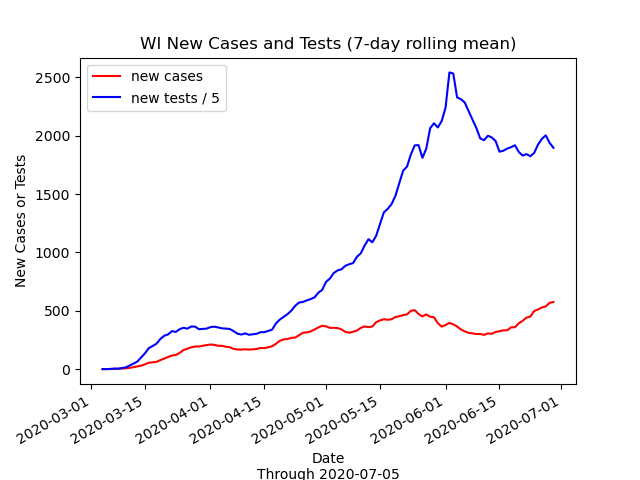 WI New Cases and Tests (7-day rolling mean)
new cases
new tests / 5
2500
2000
1500
1000
500
0
New Cases or Tests
2020-03-01
2020-03-15
2020-04-01
2020-04-15
2020-05-01
2020-05-15
2020-06-01
2020-06-15
2020-07-01
Date
Through 2020-07-05